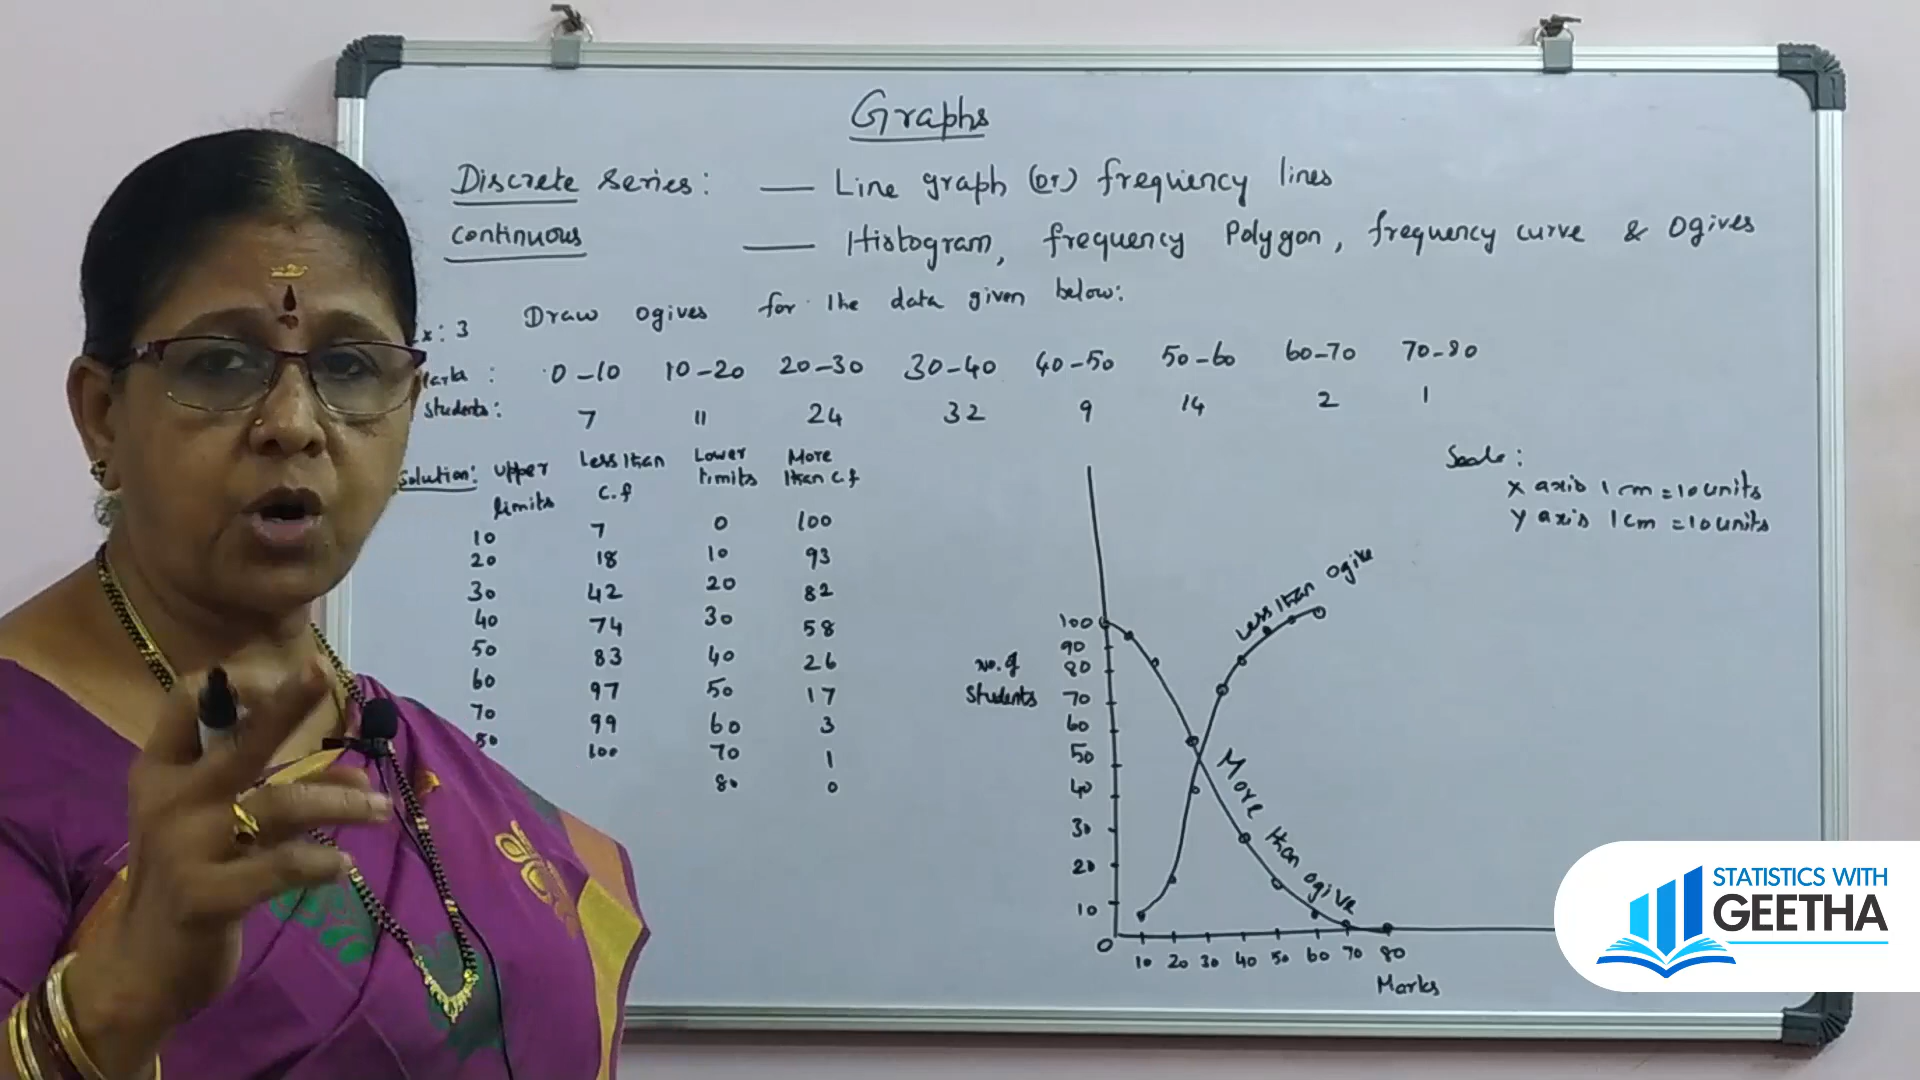 Graphs
Discrete Series : — Line graph (or) frequency lines
Continuous — Histogram, frequency Polygon, frequency curve & Ogives
x : 3 Draw ogives for the data given below:
: 0-10 10-20 20-30 30-40 40-50 50-60 60-70 70-80
Students: 7 11 24 32 9 14 2 1
Solution: Upper limits Less than c.f Lower limits More than c.f
10 7 0 100
20 18 10 93
30 42 20 82
40 74 30 58
50 83 40 26
60 97 50 17
70 99 60 3
80 100 70 1
80 0
Scale:
X axis 1 cm = 10 units
Y axis 1 cm = 10 units
Less than ogive
More than ogive
No. of
Students
100
90
80
70
60
50
40
30
20
10
0
10 20 30 40 50 60 70 80
Marks
STATISTICS WITH
GEETHA